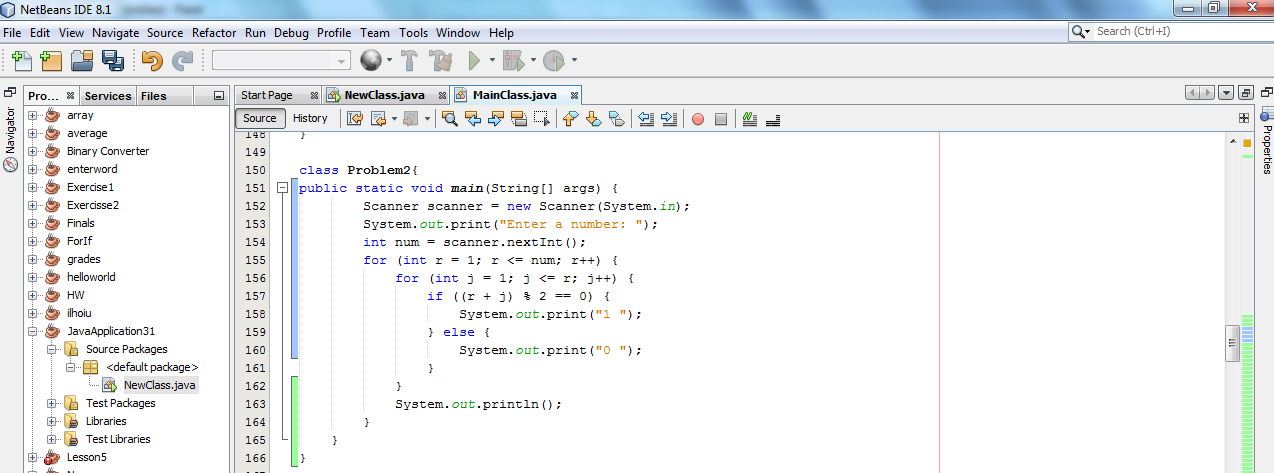 NetBeans IDE 8.1
File Edit View Navigate Source Refactor Run Debug Profile Team Tools Window Help
Search (Ctrl+I)
Pro... Services Files
Navigator
array
average
Binary Converter
enterword
Exercise1
Exercisse2
Finals
ForIf
grades
helloworld
HW
ilhoiu
JavaApplication31
Source Packages
<default package>
NewClass.java
Test Packages
Libraries
Test Libraries
Lesson5
Start Page NewClass.java MainClass.java
Source History
148 }
149
150 class Problem2{
151 public static void main(String[] args) {
152 Scanner scanner = new Scanner(System.in);
153 System.out.print("Enter a number: ");
154 int num = scanner.nextInt();
155 for (int r = 1; r <= num; r++) {
156 for (int j = 1; j <= r; j++) {
157 if ((r + j) % 2 == 0) {
158 System.out.print("1 ");
159 } else {
160 System.out.print("0 ");
161 }
162 }
163 System.out.println();
164 }
165 }
166 }
Properties